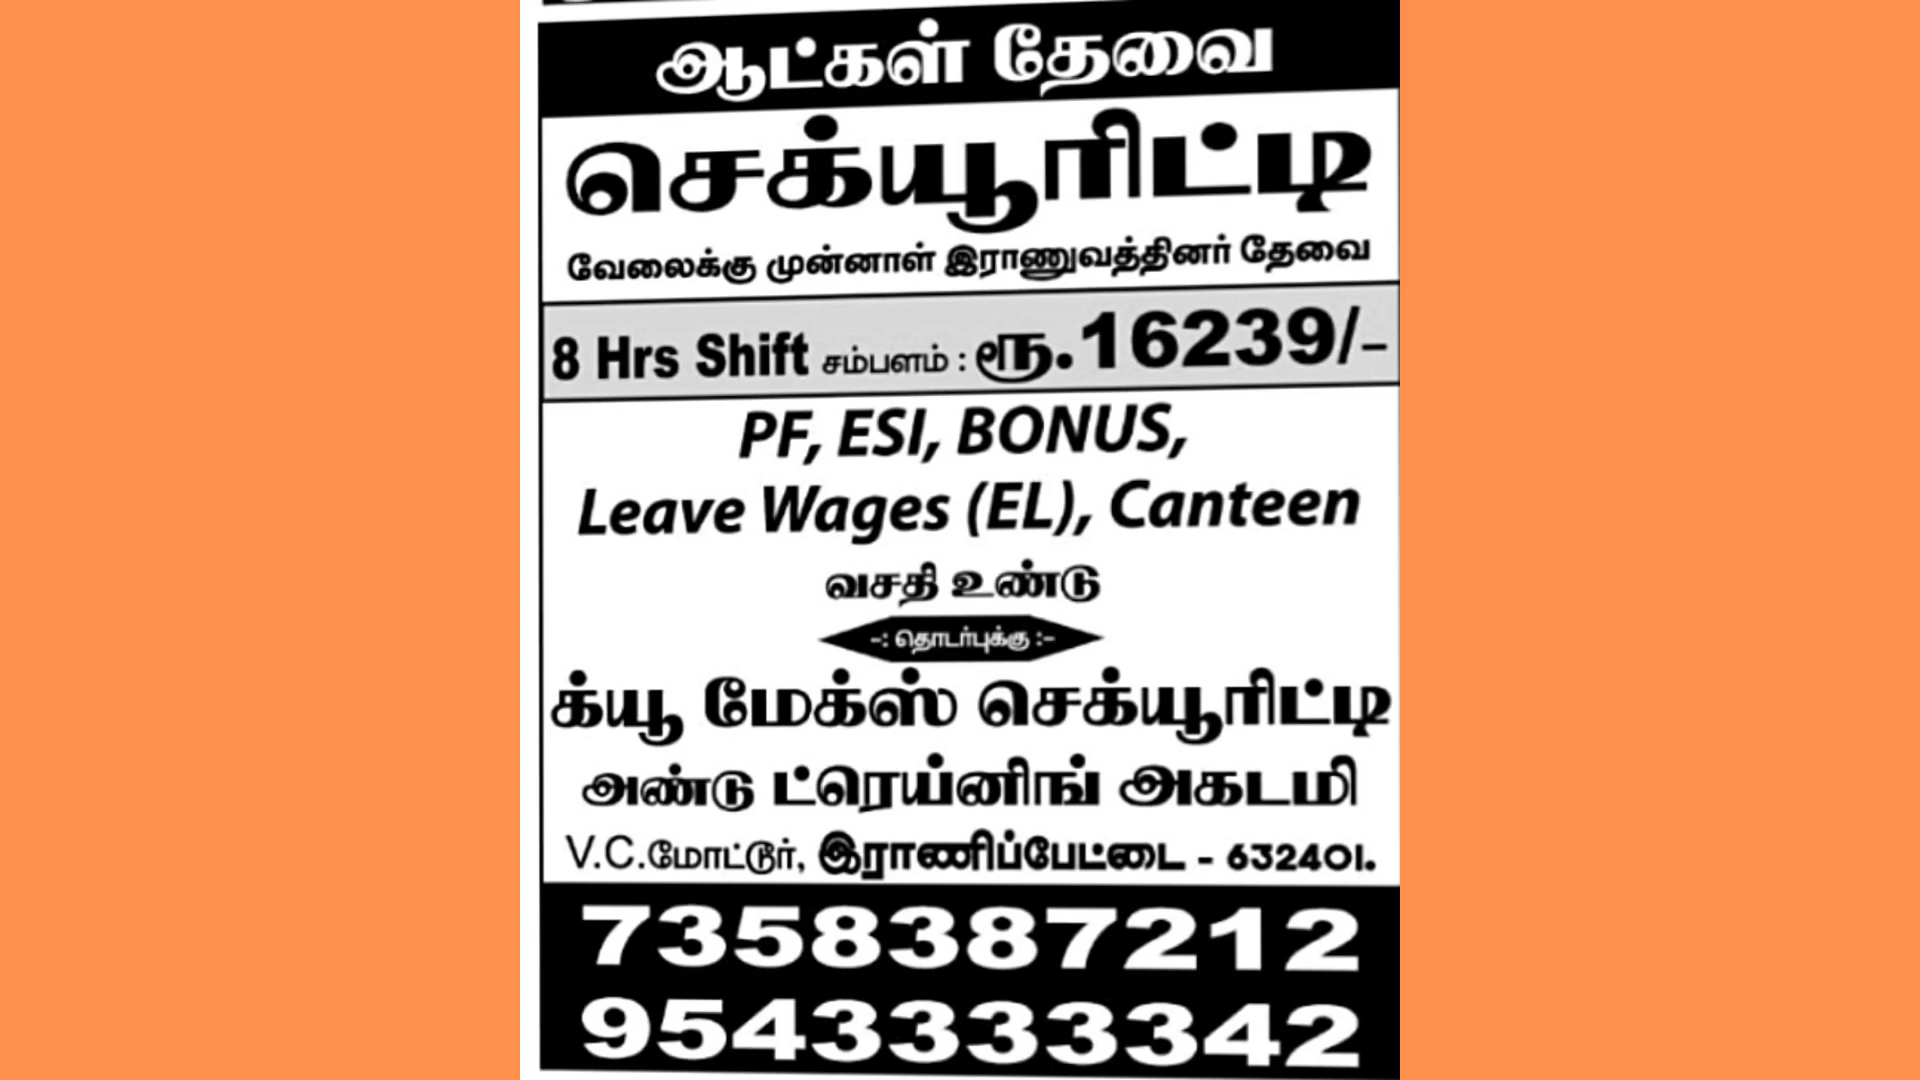 ஆட்கள் தேவை
செக்யூரிட்டி
வேலைக்கு முன்னாள் இராணுவத்தினர் தேவை
8 Hrs Shift சம்பளம் : ரூ.16239/-
PF, ESI, BONUS,
Leave Wages (EL), Canteen
வசதி உண்டு
-: தொடர்புக்கு :-
க்யூ மேக்ஸ் செக்யூரிட்டி
அண்டு ட்ரெய்னிங் அகடமி
V.C.மோட்டூர், இராணிப்பேட்டை - 632401.
7358387212
9543333342